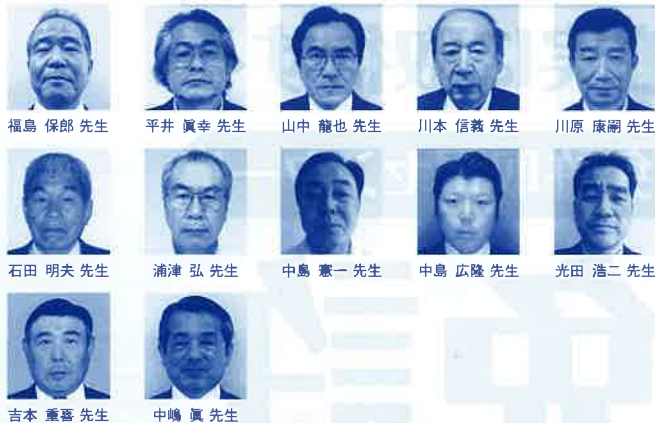 福島 保郎 先生 平井 眞幸 先生 山中 龍也 先生 川本 信義 先生 川原 康嗣 先生
石田 明夫 先生 浦津 弘 先生 中島 憲一 先生 中島 広隆 先生 光田 浩二 先生
吉本 重喜 先生 中嶋 眞 先生